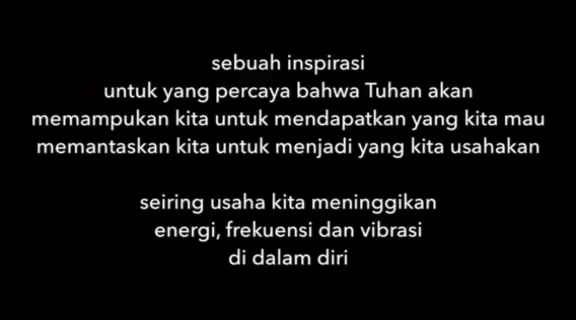 sebuah inspirasi
untuk yang percaya bahwa Tuhan akan
memampukan kita untuk mendapatkan yang kita mau
memantaskan kita untuk menjadi yang kita usahakan
seiring usaha kita meninggikan
energi, frekuensi dan vibrasi
di dalam diri